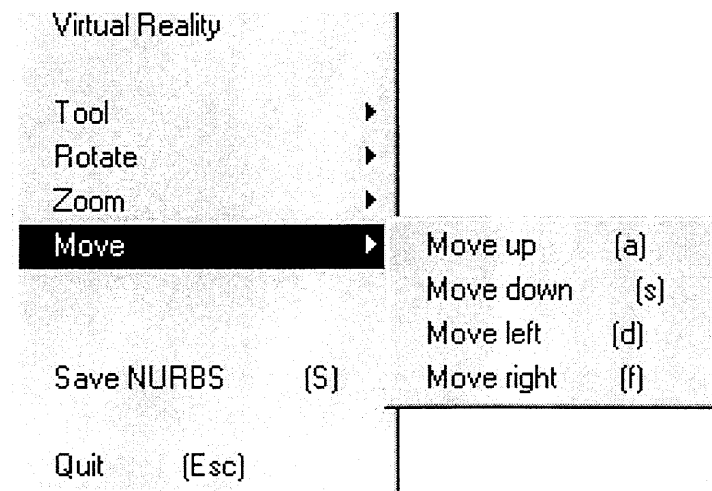 Virtual Reality
Tool
Rotate
Zoom
Move
Move up (a)
Move down (s)
Move left (d)
Move right (f)
Save NURBS (S)
Quit (Esc)